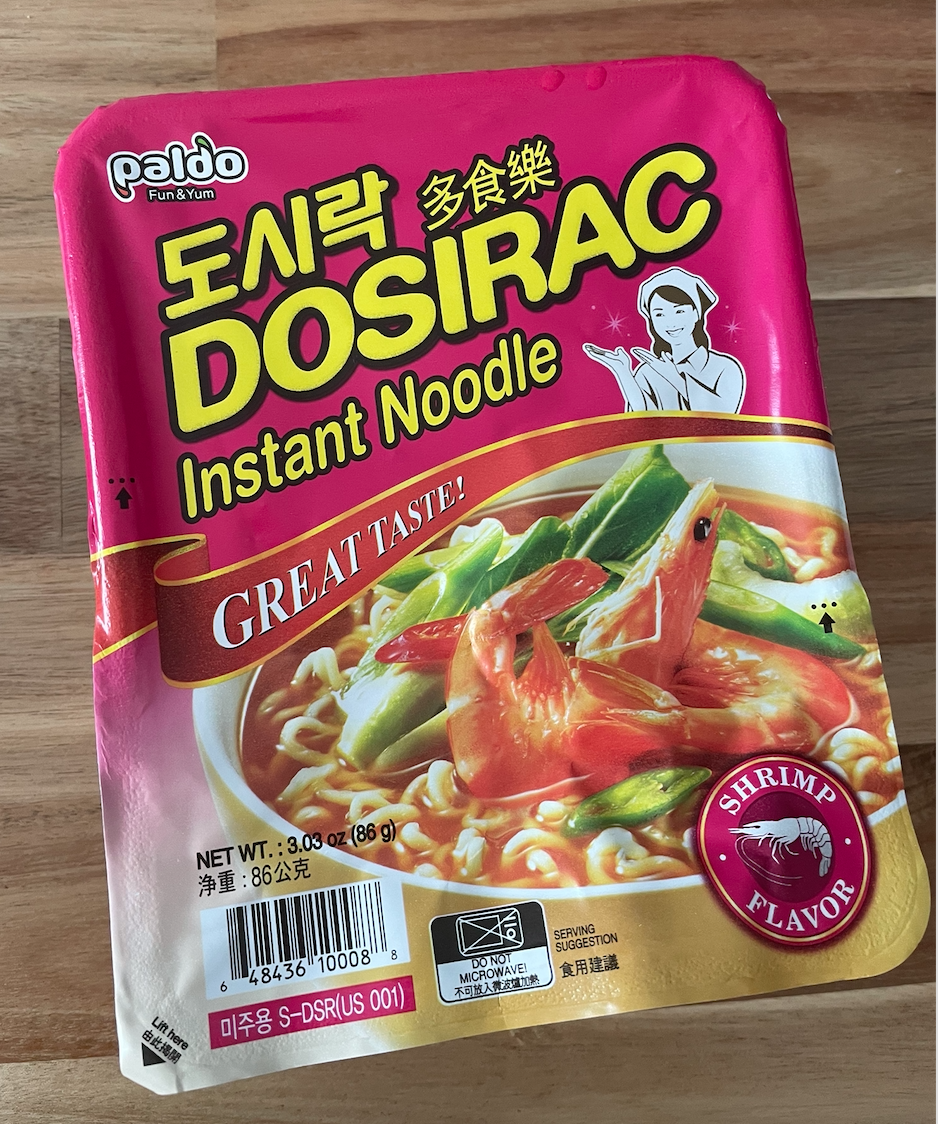 paldo
Fun&Yum
도시락 多食樂
DOSIRAC
Instant Noodle
GREAT TASTE!
NET WT. : 3.03 oz (86 g)
淨重 : 86公克
6 48436 10008 8
미주용 S-DSR(US 001)
NO!
DO NOT
MICROWAVE!
不可放入微波爐加熱
SERVING
SUGGESTION
食用建議
SHRIMP
FLAVOR
Lift here
由此揭開